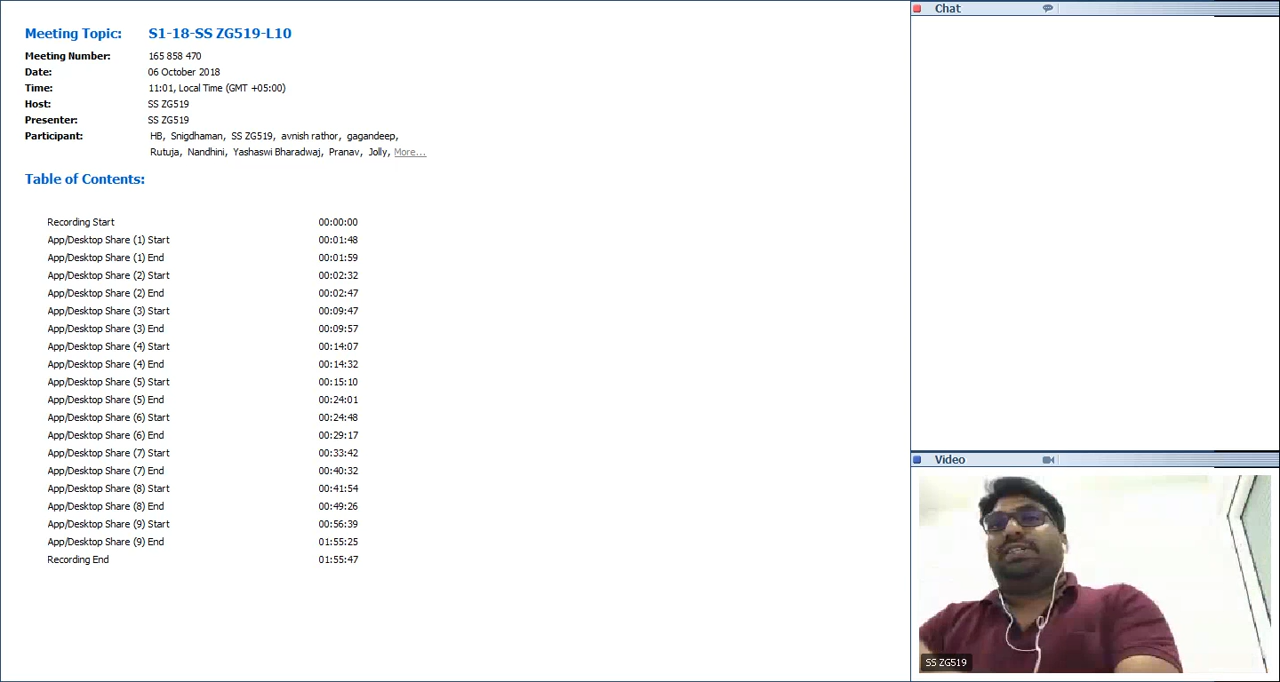 Meeting Topic: S1-18-SS ZG519-L10
Meeting Number: 165 858 470
Date: 06 October 2018
Time: 11:01, Local Time (GMT +05:00)
Host: SS ZG519
Presenter: SS ZG519
Participant: HB, Snigdhaman, SS ZG519, avnish rathor, gagandeep,
Rutuja, Nandhini, Yashaswi Bharadwaj, Pranav, Jolly, More...
Table of Contents:
Recording Start 00:00:00
App/Desktop Share (1) Start 00:01:48
App/Desktop Share (1) End 00:01:59
App/Desktop Share (2) Start 00:02:32
App/Desktop Share (2) End 00:02:47
App/Desktop Share (3) Start 00:09:47
App/Desktop Share (3) End 00:09:57
App/Desktop Share (4) Start 00:14:07
App/Desktop Share (4) End 00:14:32
App/Desktop Share (5) Start 00:15:10
App/Desktop Share (5) End 00:24:01
App/Desktop Share (6) Start 00:24:48
App/Desktop Share (6) End 00:29:17
App/Desktop Share (7) Start 00:33:42
App/Desktop Share (7) End 00:40:32
App/Desktop Share (8) Start 00:41:54
App/Desktop Share (8) End 00:49:26
App/Desktop Share (9) Start 00:56:39
App/Desktop Share (9) End 01:55:25
Recording End 01:55:47
Chat
Video
SS ZG519